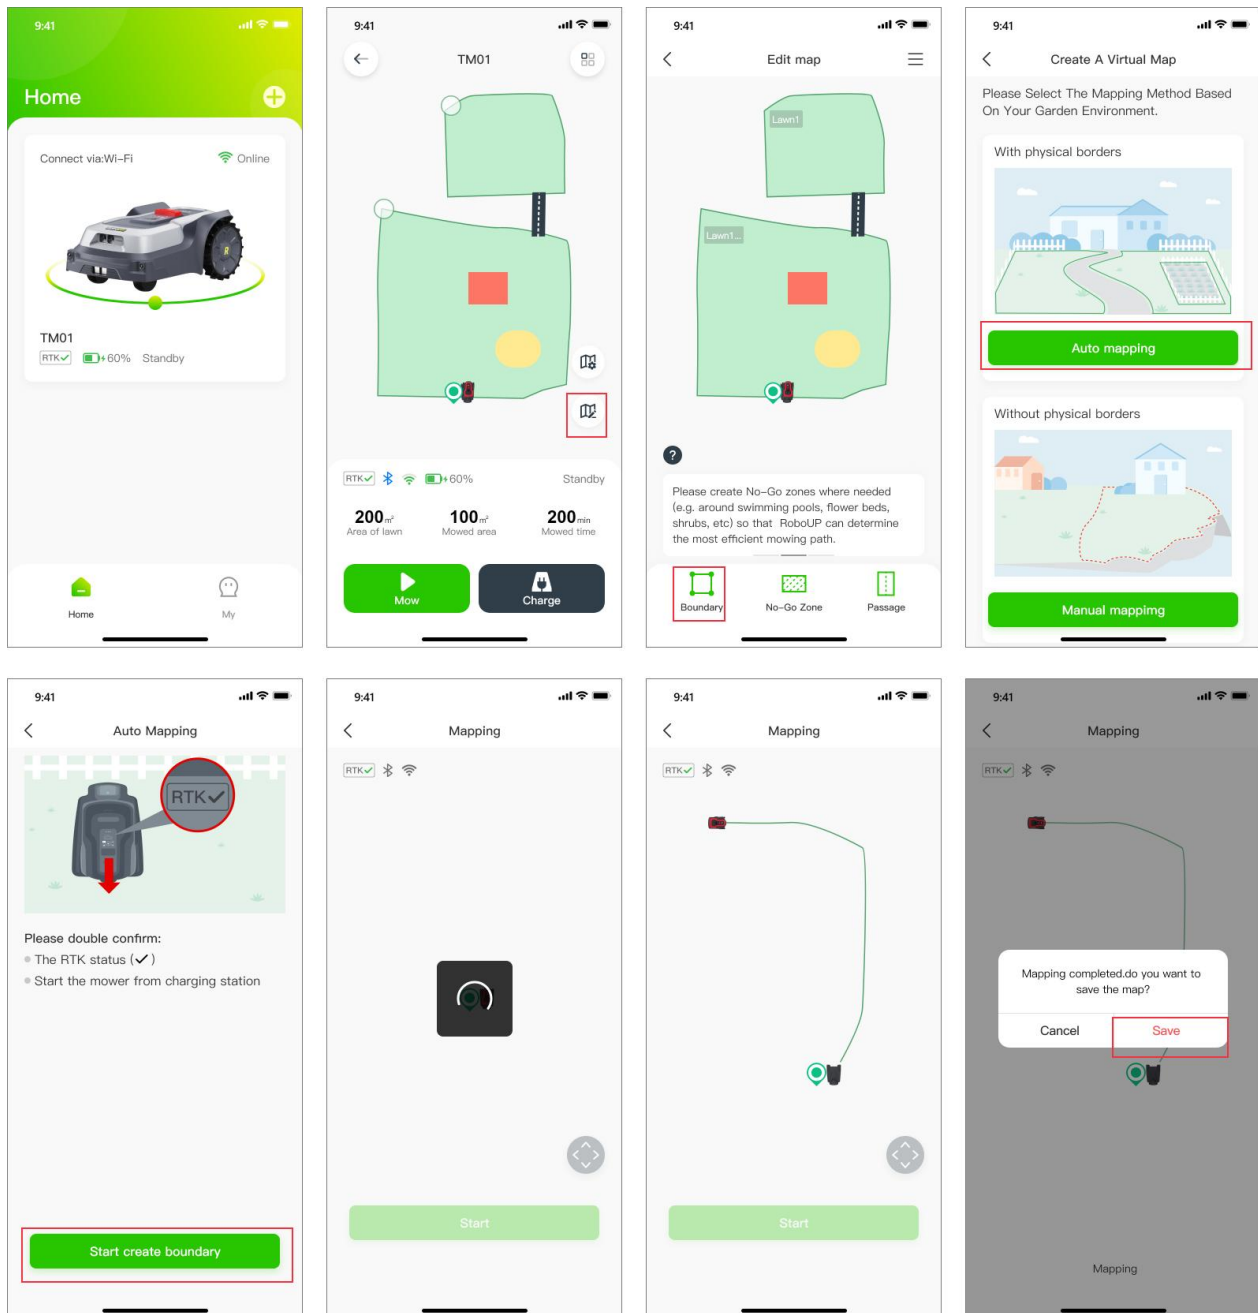 9:41
Home
Connect via:Wi-Fi
Online
TM01
RTK 60% Standby
Home
My
9:41
TM01
RTK 60% Standby
200 m² 100 m² 200 min
Area of lawn Mowed area Mowed time
Mow
Charge
9:41
Edit map
Lawn1
Lawn1...
?
Please create No-Go zones where needed
(e.g. around swimming pools, flower beds,
shrubs, etc) so that RoboUP can determine
the most efficient mowing path.
Boundary No-Go Zone Passage
9:41
Create A Virtual Map
Please Select The Mapping Method Based
On Your Garden Environment.
With physical borders
Auto mapping
Without physical borders
Manual mappimg
9:41
Auto Mapping
RTK
Please double confirm:
The RTK status (✓)
Start the mower from charging station
Start create boundary
9:41
Mapping
RTK
Start
9:41
Mapping
RTK
Start
9:41
Mapping
RTK
Mapping completed.do you want to
save the map?
Cancel
Save
Mapping